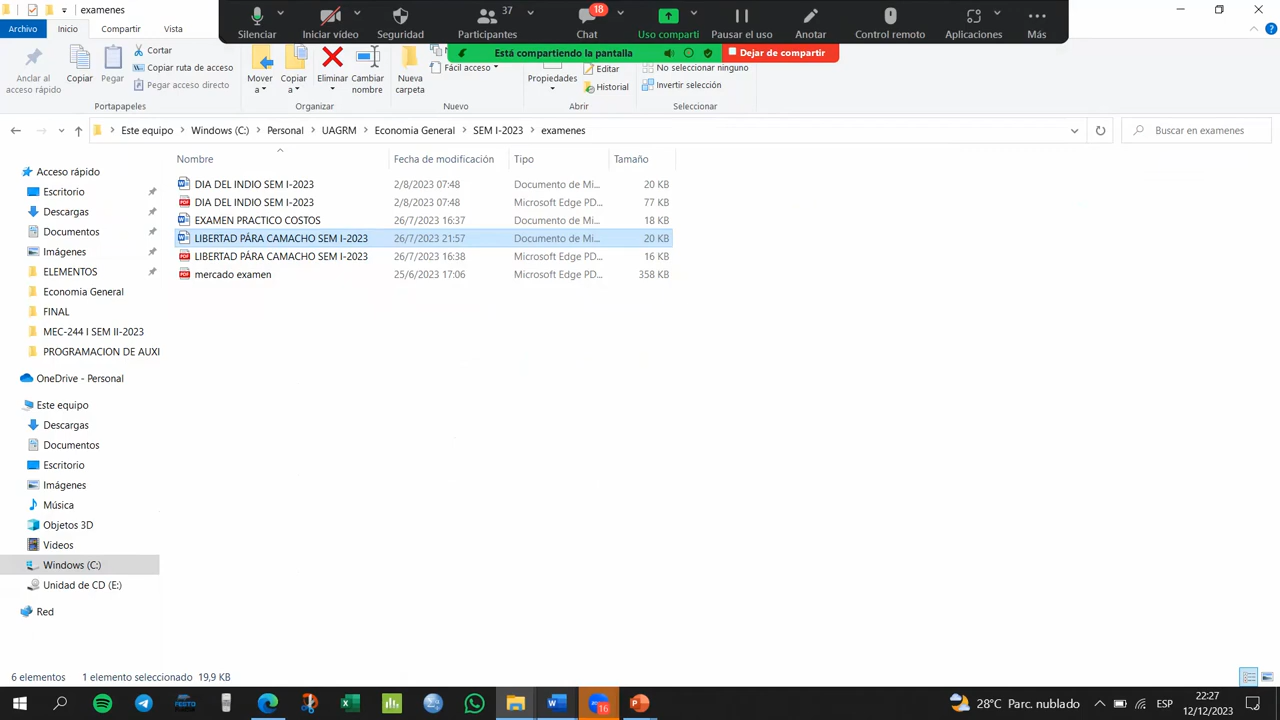 examenes
Archivo Inicio Compartir Vista
Silenciar Iniciar vídeo Seguridad Participantes 37 Chat 18 Uso comparti Pausar el uso Anotar Control remoto Aplicaciones Más
Está compartiendo la pantalla Dejar de compartir
Andar al acceso rápido
Copiar
Pegar
Cortar
Copiar ruta de acceso
Pegar acceso directo
Portapapeles
Mover a
Copiar a
Eliminar
Cambiar nombre
Organizar
Nueva carpeta
Fácil acceso
Nuevo
Propiedades
Editar
Historial
Abrir
No seleccionar ninguno
Invertir selección
Seleccionar
Este equipo Windows (C:) Personal UAGRM Economia General SEM I-2023 examenes
Buscar en examenes
Nombre Fecha de modificación Tipo Tamaño
DIA DEL INDIO SEM I-2023 2/8/2023 07:48 Documento de Mi... 20 KB
DIA DEL INDIO SEM I-2023 2/8/2023 07:48 Microsoft Edge PD... 77 KB
EXAMEN PRACTICO COSTOS 26/7/2023 16:37 Documento de Mi... 18 KB
LIBERTAD PÁRA CAMACHO SEM I-2023 26/7/2023 21:57 Documento de Mi... 20 KB
LIBERTAD PÁRA CAMACHO SEM I-2023 26/7/2023 16:38 Microsoft Edge PD... 16 KB
mercado examen 25/6/2023 17:06 Microsoft Edge PD... 358 KB
Acceso rápido
Escritorio
Descargas
Documentos
Imágenes
ELEMENTOS
Economia General
FINAL
MEC-244 I SEM II-2023
PROGRAMACION DE AUXI
OneDrive - Personal
Este equipo
Descargas
Documentos
Escritorio
Imágenes
Música
Objetos 3D
Videos
Windows (C:)
Unidad de CD (E:)
Red
6 elementos 1 elemento seleccionado 19,9 KB
FESTO
16
28°C Parc. nublado
ESP
22:27
12/12/2023